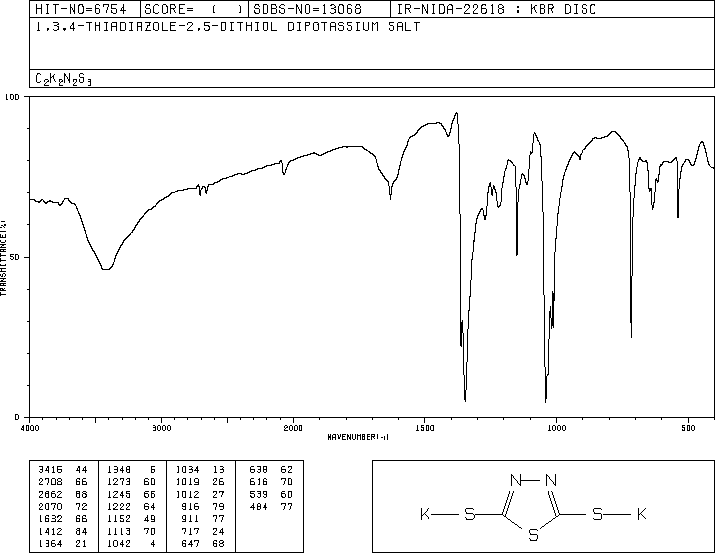 HIT-NO=6754 SCORE= ( ) SDBS-NO=13068 IR-NIDA-22618 : KBR DISC
1,3,4-THIADIAZOLE-2,5-DITHIOL DIPOTASSIUM SALT
C2K2N2S3
100
50
0
TRANSMITTANCE(%)
4000 3000 2000 1500 1000 500
WAVENUMBER(-1)
3415 44 1348 5 1034 13 638 62
2708 66 1273 60 1019 26 616 70
2662 68 1245 66 1012 27 539 60
2070 72 1222 64 916 79 484 77
1632 66 1152 49 911 77
1412 84 1113 70 717 24
1364 21 1042 4 647 68
N N
K S S S K